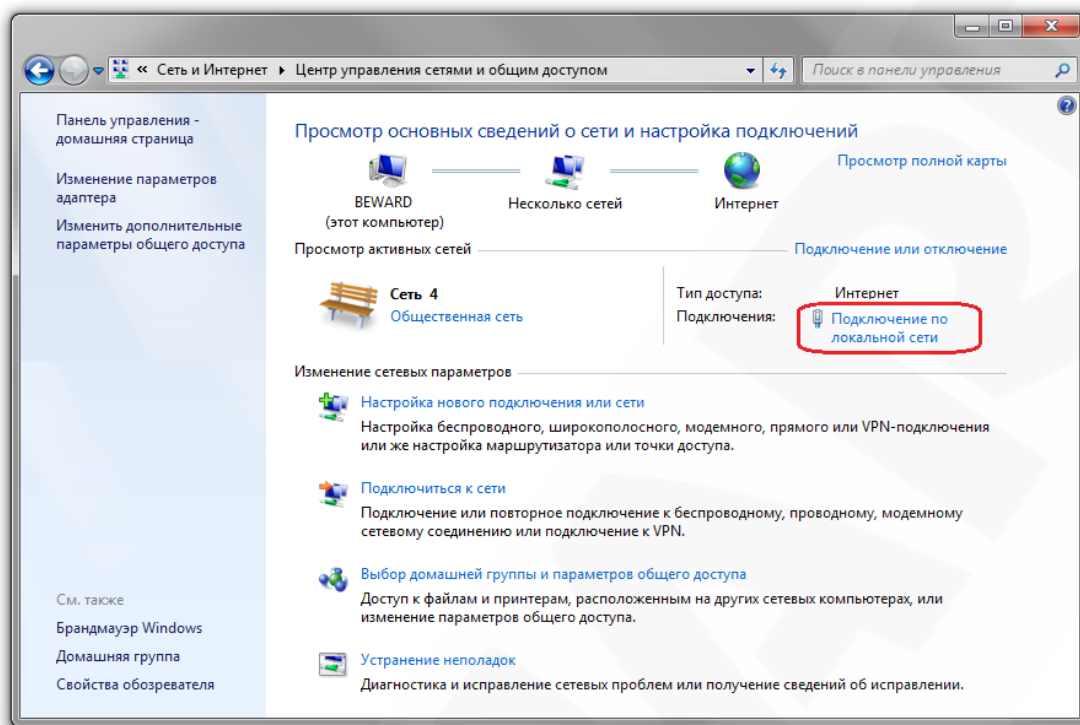 « Сеть и Интернет ▸ Центр управления сетями и общим доступом
Поиск в панели управления
Панель управления -
домашняя страница
Изменение параметров
адаптера
Изменить дополнительные
параметры общего доступа
См. также
Брандмауэр Windows
Домашняя группа
Свойства обозревателя
Просмотр основных сведений о сети и настройка подключений
Просмотр полной карты
BEWARD
(этот компьютер)
Несколько сетей
Интернет
Просмотр активных сетей
Подключение или отключение
Сеть 4
Общественная сеть
Тип доступа: Интернет
Подключения: Подключение по
локальной сети
Изменение сетевых параметров
Настройка нового подключения или сети
Настройка беспроводного, широкополосного, модемного, прямого или VPN-подключения
или же настройка маршрутизатора или точки доступа.
Подключиться к сети
Подключение или повторное подключение к беспроводному, проводному, модемному
сетевому соединению или подключение к VPN.
Выбор домашней группы и параметров общего доступа
Доступ к файлам и принтерам, расположенным на других сетевых компьютерах, или
изменение параметров общего доступа.
Устранение неполадок
Диагностика и исправление сетевых проблем или получение сведений об исправлении.